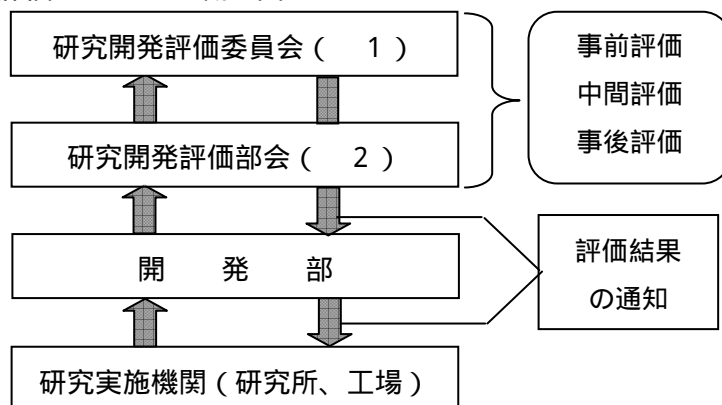 研究開発評価委員会（　1）
事前評価
中間評価
事後評価
研究開発評価部会（　2）
開　発　部
評価結果
の通知
研究実施機関（研究所、工場）